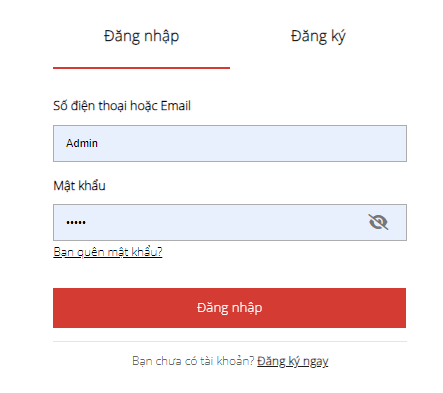 Đăng nhập
Đăng ký
Số điện thoại hoặc Email
Admin
Mật khẩu
•••••
Bạn quên mật khẩu?
Đăng nhập
Bạn chưa có tài khoản? Đăng ký ngay